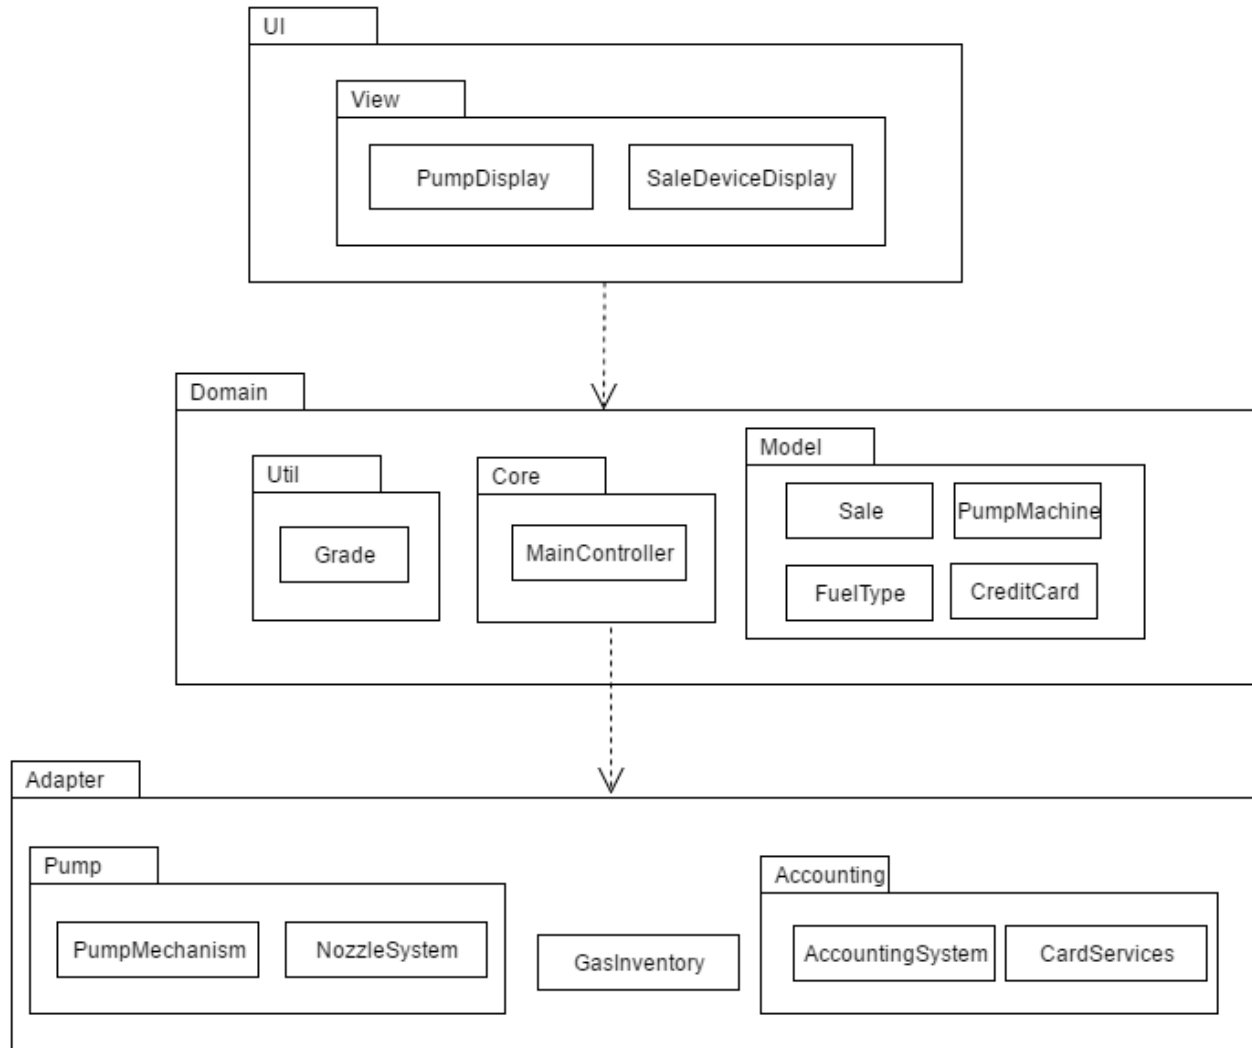 UI
View
PumpDisplay
SaleDeviceDisplay
Domain
Util
Grade
Core
MainController
Model
Sale
PumpMachine
FuelType
CreditCard
Adapter
Pump
PumpMechanism
NozzleSystem
GasInventory
Accounting
AccountingSystem
CardServices